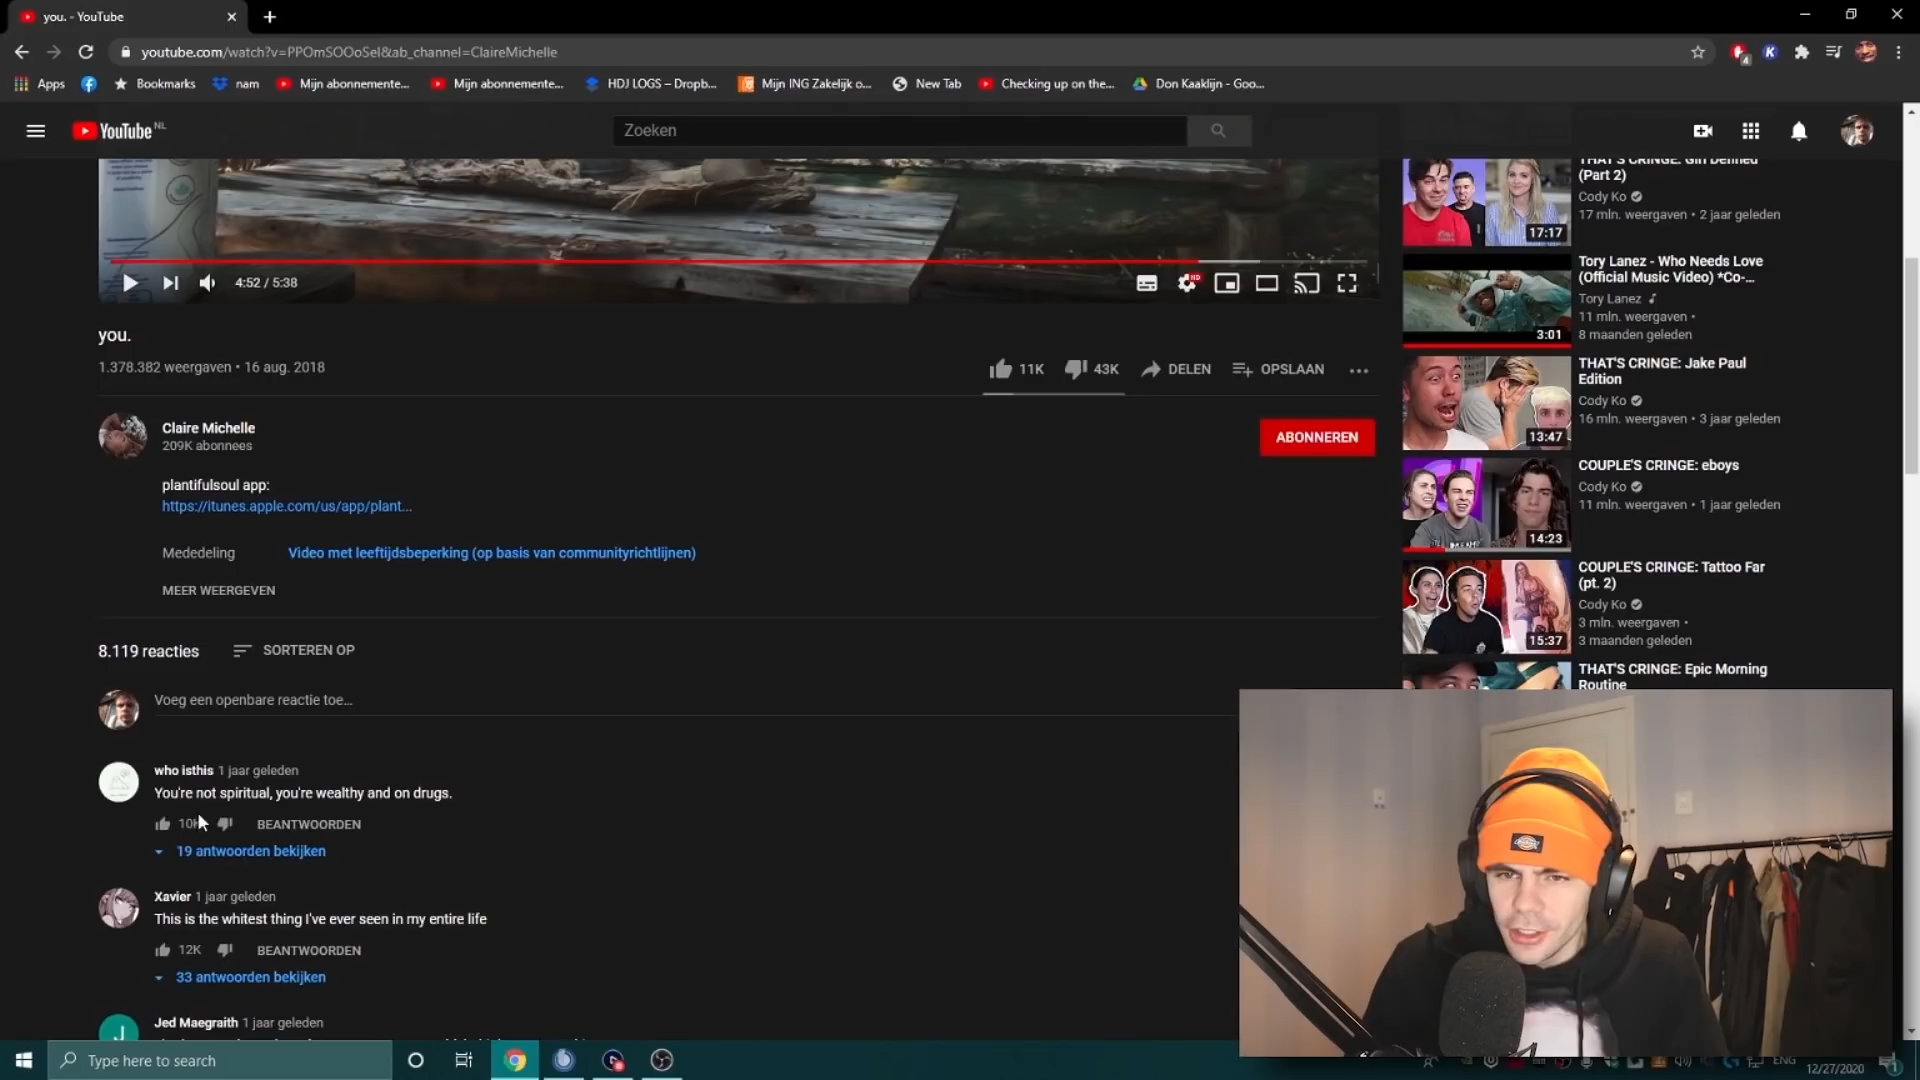 you. - YouTube
youtube.com/watch?v=PPOmSOOoSeI&ab_channel=ClaireMichelle
4
K
Apps
Bookmarks
nam
Mijn abonnemente...
Mijn abonnemente...
HDJ LOGS – Dropb...
Mijn ING Zakelijk o...
New Tab
Checking up on the...
Don Kaaklijn - Goo...
YouTube NL
Zoeken
4:52 / 5:38
HD
you.
1.378.382 weergaven • 16 aug. 2018
11K
43K
DELEN
OPSLAAN
Claire Michelle
209K abonnees
ABONNEREN
plantifulsoul app:
https://itunes.apple.com/us/app/plant...
Mededeling
Video met leeftijdsbeperking (op basis van communityrichtlijnen)
MEER WEERGEVEN
8.119 reacties
SORTEREN OP
Voeg een openbare reactie toe...
who isthis 1 jaar geleden
You're not spiritual, you're wealthy and on drugs.
BEANTWOORDEN
19 antwoorden bekijken
Xavier 1 jaar geleden
This is the whitest thing I've ever seen in my entire life
12K
BEANTWOORDEN
33 antwoorden bekijken
J
Jed Maegraith 1 jaar geleden
THAT'S CRINGE: Girl Defined
(Part 2)
Cody Ko
17 mln. weergaven • 2 jaar geleden
17:17
Tory Lanez - Who Needs Love
(Official Music Video) *Co-...
Tory Lanez
11 mln. weergaven •
8 maanden geleden
3:01
THAT'S CRINGE: Jake Paul
Edition
Cody Ko
16 mln. weergaven • 3 jaar geleden
13:47
COUPLE'S CRINGE: eboys
Cody Ko
11 mln. weergaven • 1 jaar geleden
14:23
COUPLE'S CRINGE: Tattoo Far
(pt. 2)
Cody Ko
3 mln. weergaven •
3 maanden geleden
15:37
THAT'S CRINGE: Epic Morning
Routine
Dickies
Type here to search
ENG
12/27/2020